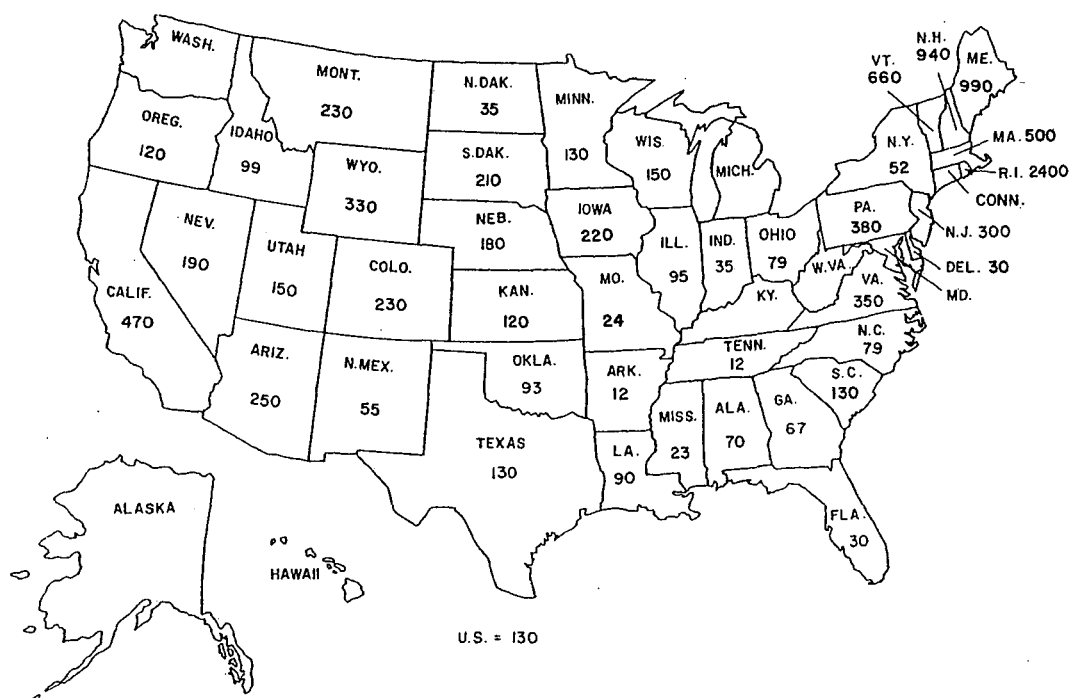 WASH.
OREG.
120
CALIF.
470
NEV.
190
IDAHO
99
MONT.
230
WYO.
330
UTAH
150
COLO.
230
ARIZ.
250
N.MEX.
55
N.DAK.
35
S.DAK.
210
NEB.
180
KAN.
120
OKLA.
93
TEXAS
130
MINN.
130
IOWA
220
MO.
24
ARK.
12
LA.
90
WIS.
150
ILL.
95
MICH.
IND.
35
OHIO
79
KY.
TENN.
12
MISS.
23
ALA.
70
GA.
67
FLA.
30
S.C.
130
N.C.
79
VA.
350
W.VA.
PA.
380
N.Y.
52
VT.
660
N.H.
940
ME.
990
MA. 500
R.I. 2400
CONN.
N.J. 300
DEL. 30
MD.
ALASKA
HAWAII
U.S. = 130